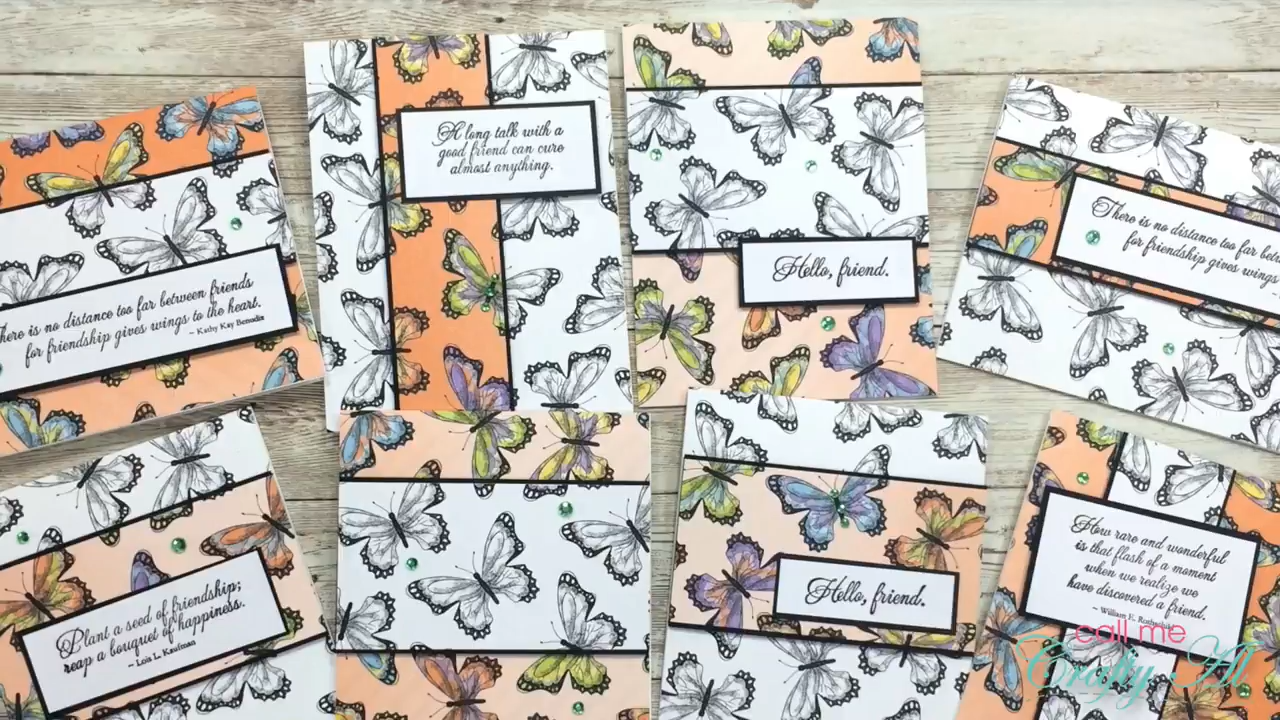 A long talk with a
good friend can cure
almost anything.
Hello, friend.
There is no distance too far
for friendship gives wings
There is no distance too far between friends
for friendship gives wings to the heart.
~ Kathy Kay Benudiz
Plant a seed of friendship;
reap a bouquet of happiness.
~ Lois L. Kaufman
Hello, friend.
How rare and wonderful
is that flash of a moment
when we realize we
have discovered a friend.
~ William E.
call me
Crafty Al